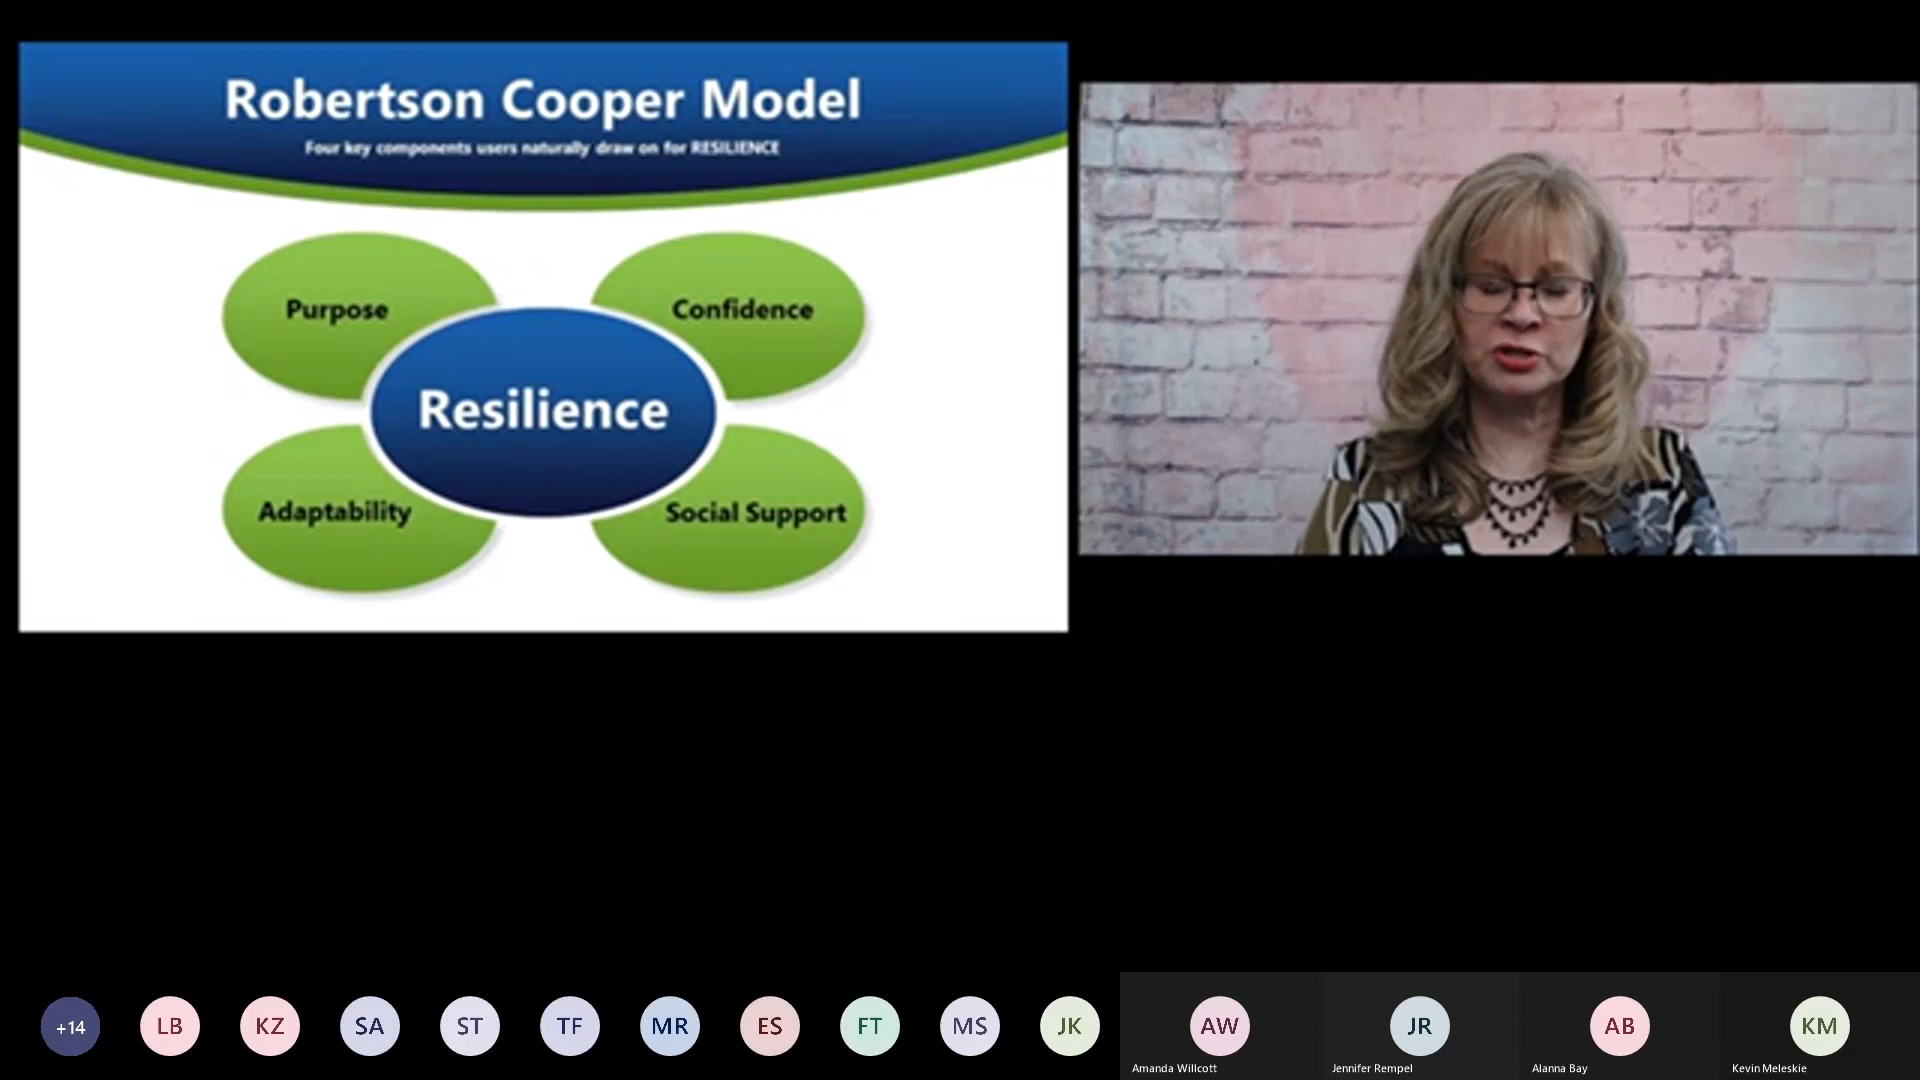 Robertson Cooper Model
Four key components users naturally draw on for RESILIENCE
Purpose
Confidence
Resilience
Adaptability
Social Support
+14
LB
KZ
SA
ST
TF
MR
ES
FT
MS
JK
AW
JR
AB
KM
Amanda Willcott
Jennifer Rempel
Alanna Bay
Kevin Meleskie